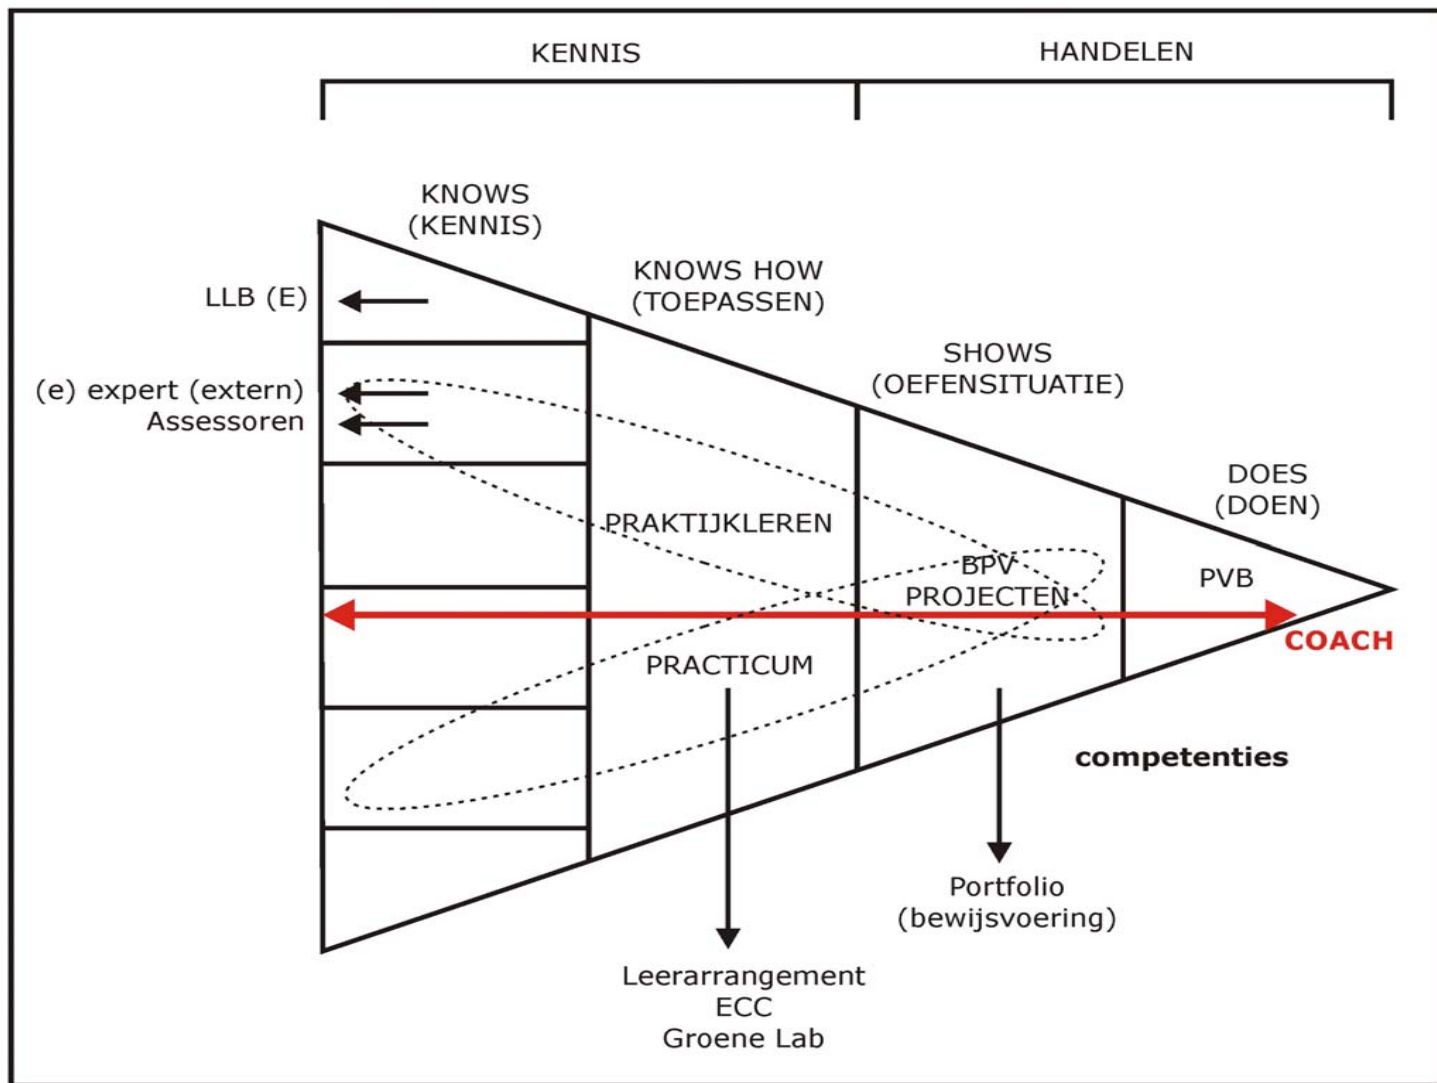 KENNIS
HANDELEN
KNOWS
(KENNIS)
KNOWS HOW
(TOEPASSEN)
SHOWS
(OEFENSITUATIE)
DOES
(DOEN)
LLB (E)
(e) expert (extern)
Assessoren
PRAKTIJKLEREN
BPV
PROJECTEN
PVB
COACH
PRACTICUM
competenties
Portfolio
(bewijsvoering)
Leerarrangement
ECC
Groene Lab